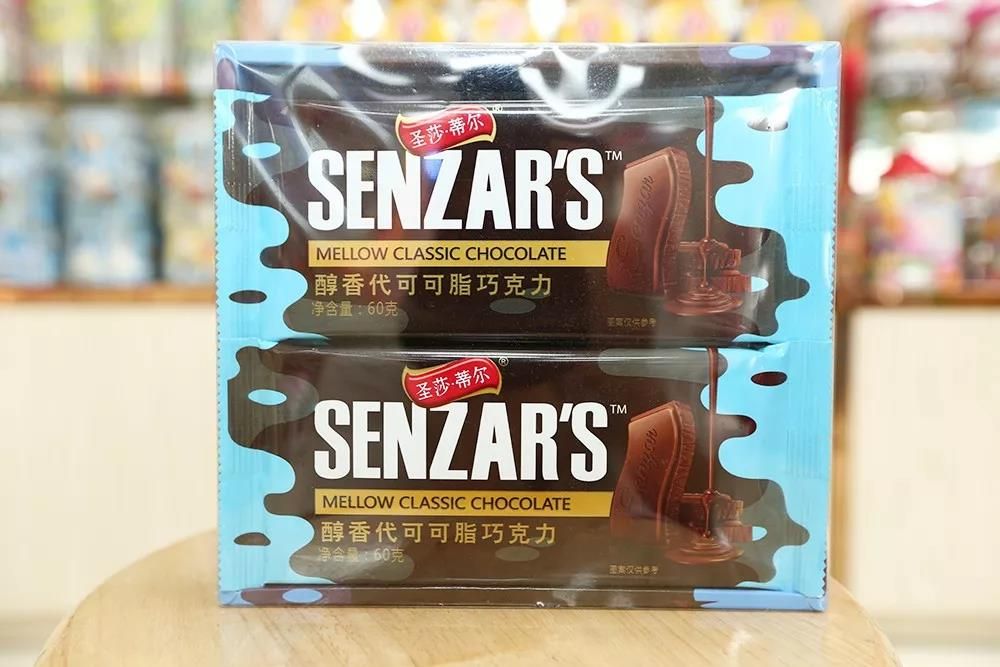 圣莎·蒂尔®
SENZAR'S™
MELLOW CLASSIC CHOCOLATE
醇香代可可脂巧克力
净含量：60克
图案仅供参考
圣莎·蒂尔®
SENZAR'S™
MELLOW CLASSIC CHOCOLATE
醇香代可可脂巧克力
净含量：60克
图案仅供参考